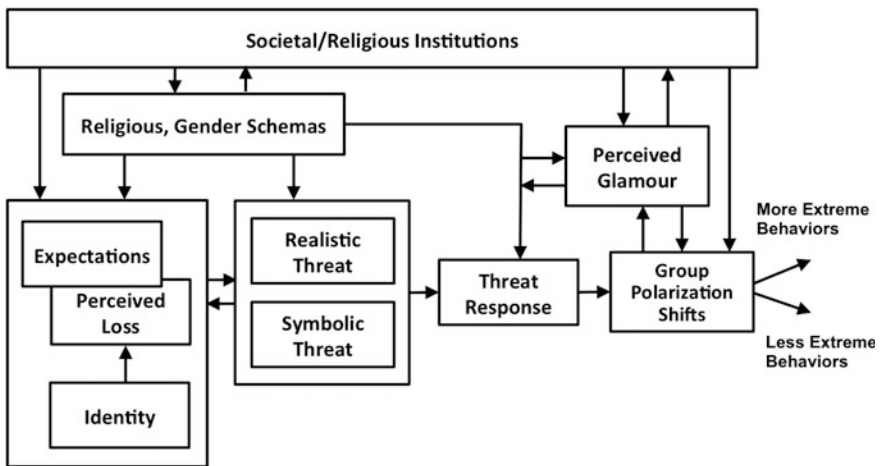 Societal/Religious Institutions
Religious, Gender Schemas
Perceived
Glamour
More Extreme
Behaviors
Expectations
Perceived
Loss
Identity
Realistic
Threat
Symbolic
Threat
Threat
Response
Group
Polarization
Shifts
Less Extreme
Behaviors